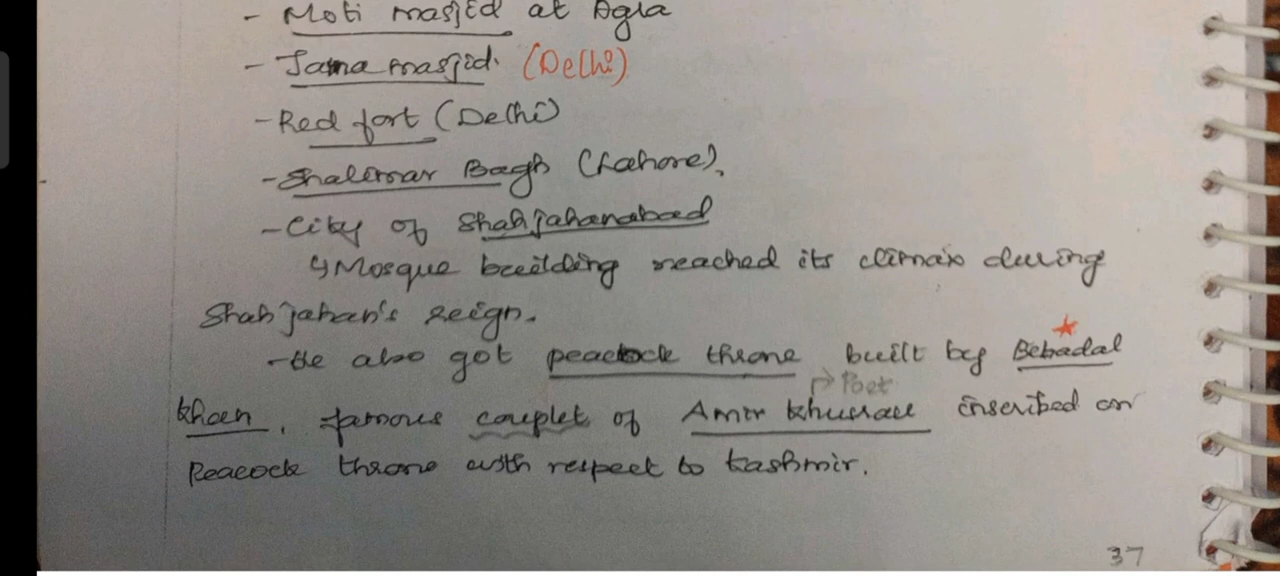 - Moti masjid at Agra
- Jama masjid. (Delhi)
- Red fort (Delhi)
- Shalimar Bagh (Lahore).
- City of Shahjahanabad
↳ Mosque building reached its climax during
Shah jahan's reign.
- He also got peacock throne built by Bebadal
→ Poet
khan, famous couplet of Amir khusrau inscribed on
Peacock throne with respect to kashmir.
37